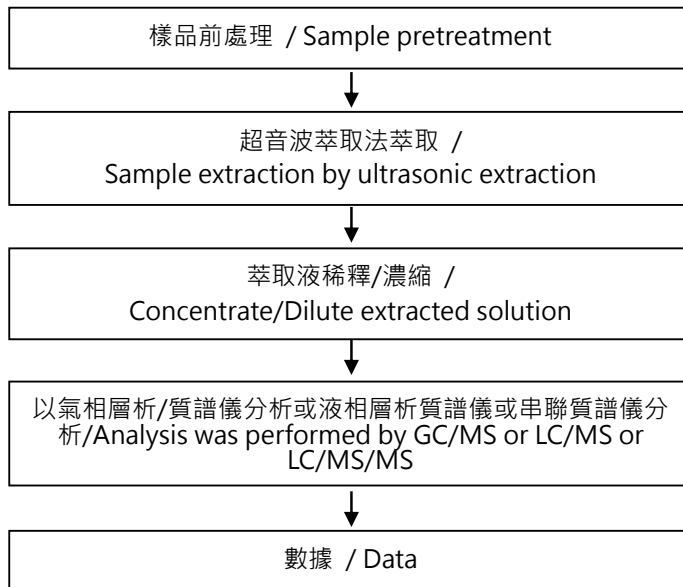 樣品前處理 / Sample pretreatment
超音波萃取法萃取 /
Sample extraction by ultrasonic extraction
萃取液稀釋/濃縮 /
Concentrate/Dilute extracted solution
以氣相層析/質譜儀分析或液相層析質譜儀或串聯質譜儀分
析/Analysis was performed by GC/MS or LC/MS or
LC/MS/MS
數據 / Data